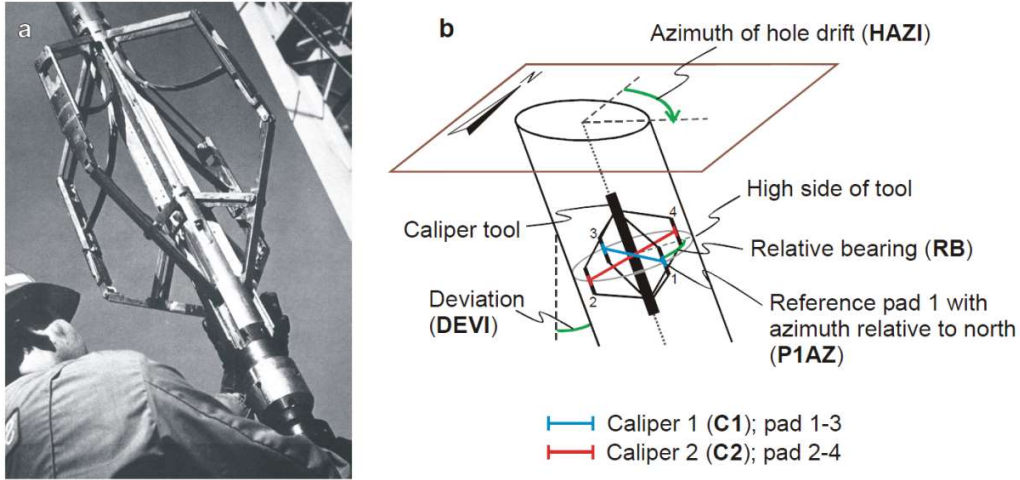 a
b
Azimuth of hole drift (HAZI)
N
High side of tool
Caliper tool
4
3
Relative bearing (RB)
1
2
Deviation
(DEVI)
Reference pad 1 with
azimuth relative to north
(P1AZ)
Caliper 1 (C1); pad 1-3
Caliper 2 (C2); pad 2-4